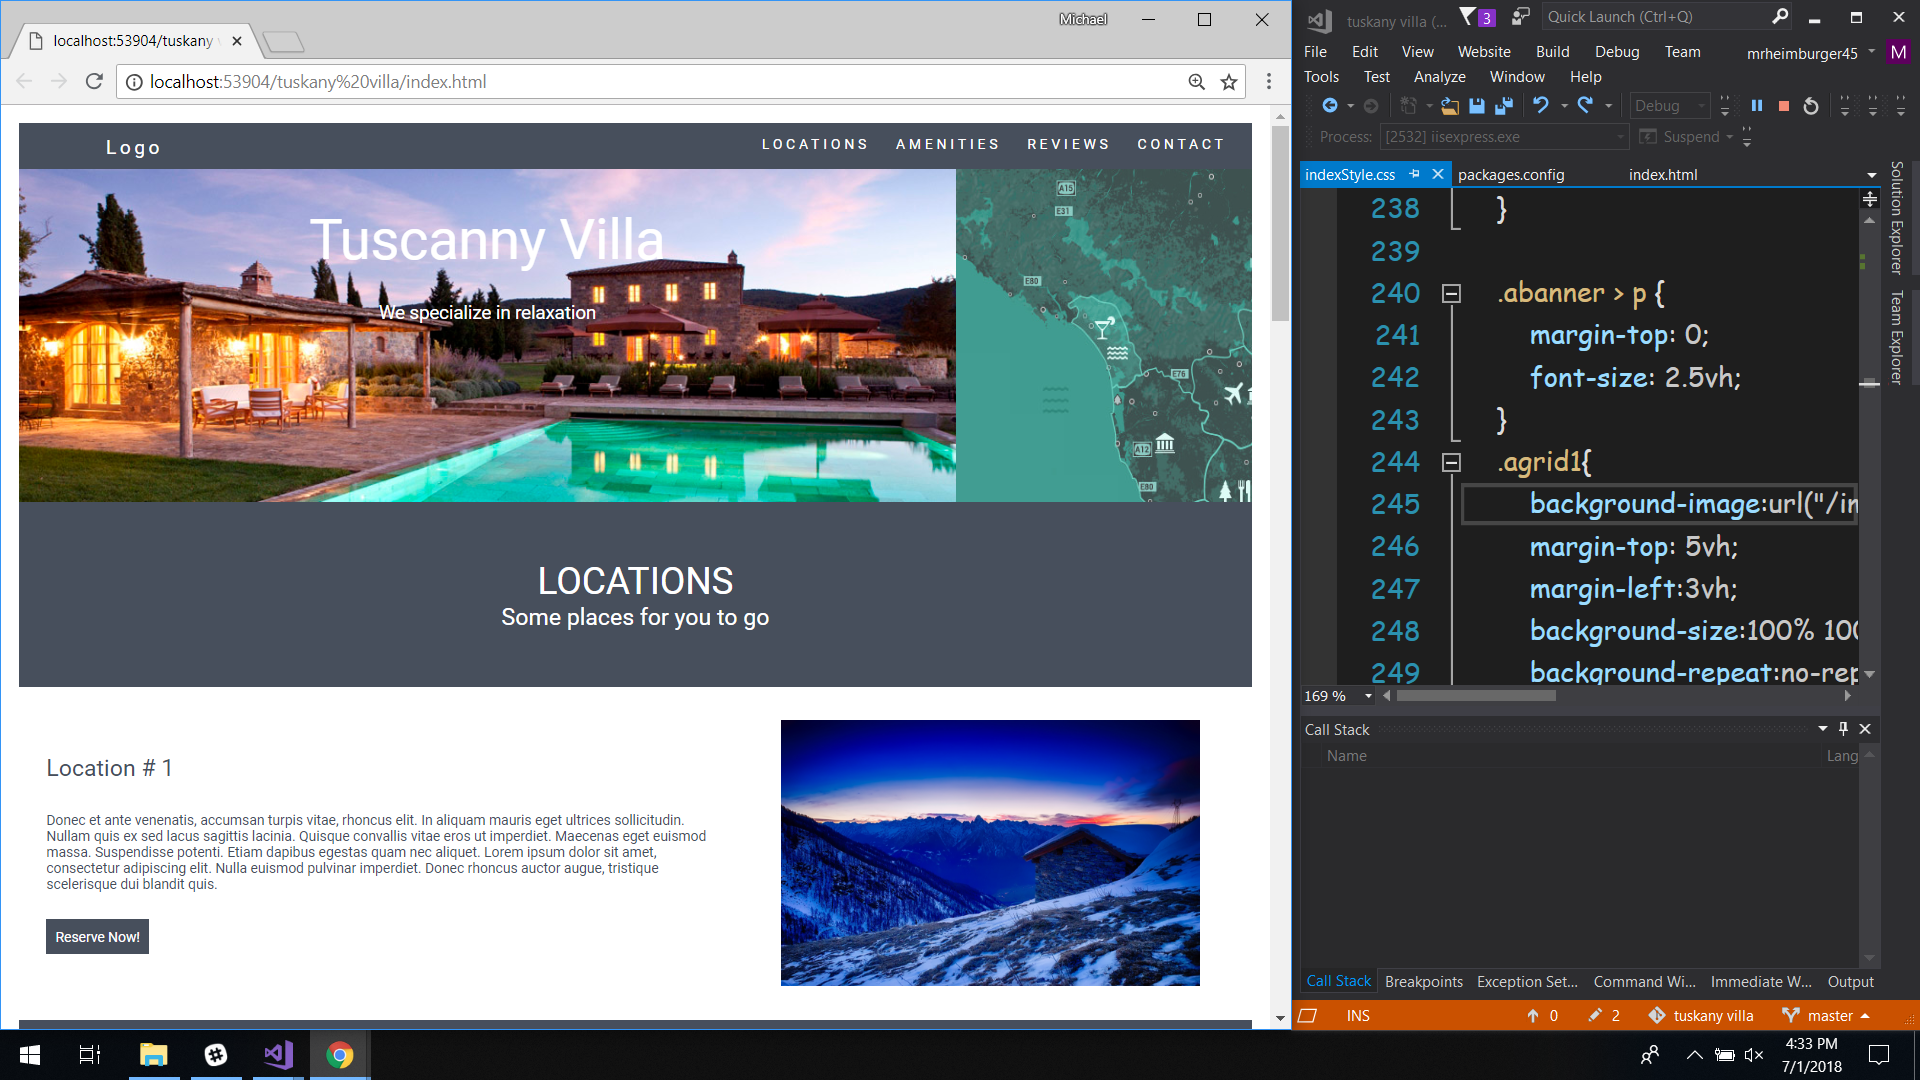 Michael
localhost:53904/tuskany
localhost:53904/tuskany%20villa/index.html
Logo
LOCATIONS AMENITIES REVIEWS CONTACT
Tuscanny Villa
We specialize in relaxation
A15
E31
E80
E76
A12
E80
LOCATIONS
Some places for you to go
Location # 1
Donec et ante venenatis, accumsan turpis vitae, rhoncus elit. In aliquam mauris eget ultrices sollicitudin.
Nullam quis ex sed lacus sagittis lacinia. Quisque convallis vitae eros ut imperdiet. Maecenas eget euismod
massa. Suspendisse potenti. Etiam dapibus egestas quam nec aliquet. Lorem ipsum dolor sit amet,
consectetur adipiscing elit. Nulla euismod pulvinar imperdiet. Donec rhoncus auctor augue, tristique
scelerisque dui blandit quis.
Reserve Now!
tuskany villa (... 3 Quick Launch (Ctrl+Q)
File Edit View Website Build Debug Team mrheimburger45 M
Tools Test Analyze Window Help
Debug
Process: [2532] iisexpress.exe Suspend
indexStyle.css packages.config index.html
238 }
239
240 .abanner > p {
241 margin-top: 0;
242 font-size: 2.5vh;
243 }
244 .agrid1{
245 background-image:url("/in
246 margin-top: 5vh;
247 margin-left:3vh;
248 background-size:100% 100
249 background-repeat:no-rep
169 %
Solution Explorer
Team Explorer
Call Stack
Name Lang
Call Stack Breakpoints Exception Set... Command Wi... Immediate W... Output
INS 0 2 tuskany villa master
4:33 PM
7/1/2018